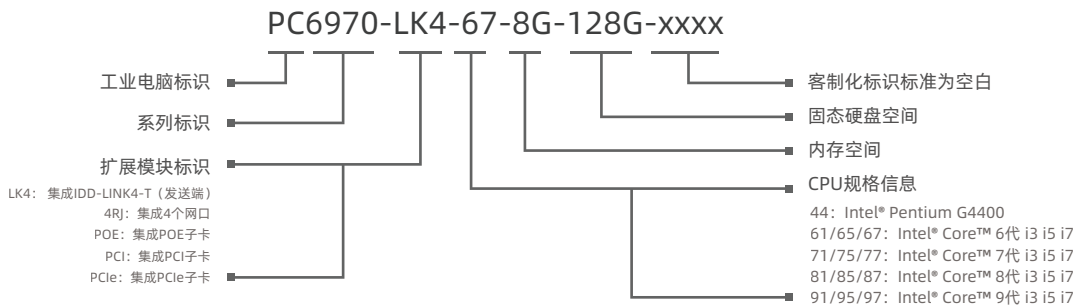 PC6970-LK4-67-8G-128G-xxxx
工业电脑标识
系列标识
扩展模块标识
LK4： 集成IDD-LINK4-T（发送端）
4RJ：集成4个网口
POE：集成POE子卡
PCI：集成PCI子卡
PCIe：集成PCIe子卡
客制化标识标准为空白
固态硬盘空间
内存空间
CPU规格信息
44：Intel® Pentium G4400
61/65/67：Intel® Core™ 6代 i3 i5 i7
71/75/77：Intel® Core™ 7代 i3 i5 i7
81/85/87：Intel® Core™ 8代 i3 i5 i7
91/95/97：Intel® Core™ 9代 i3 i5 i7